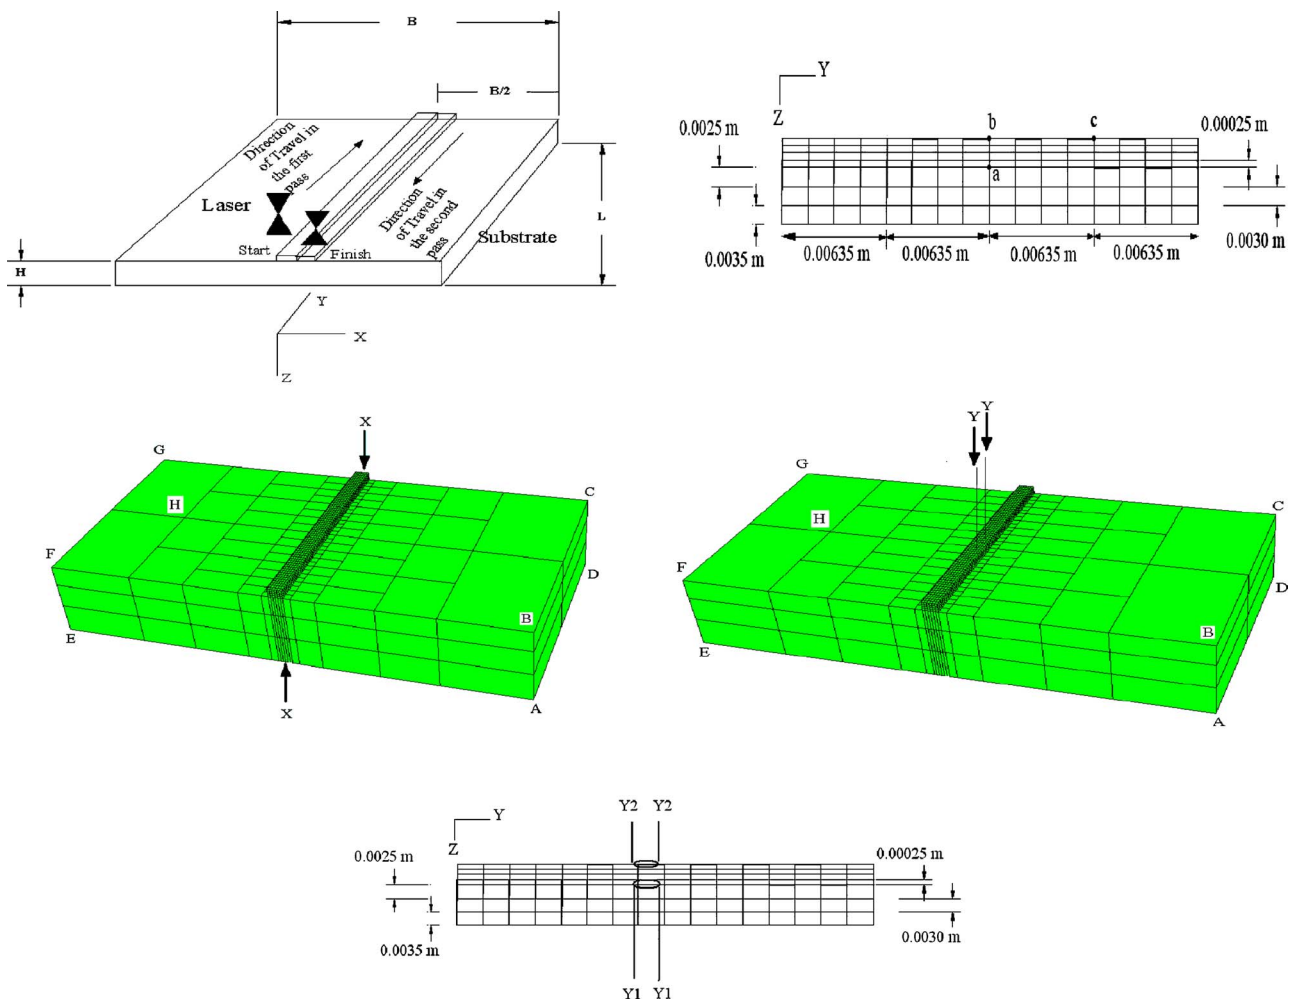 B
B/2
Direction
of Travel in
the first
pass
Laser
Direction
of Travel in
the second
pass
Substrate
L
Start
Finish
H
Y
X
Z
Y
Z
0.0025 m
b
c
0.00025 m
a
0.0035 m
0.00635 m
0.00635 m
0.00635 m
0.00635 m
0.0030 m
X
G
H
C
F
D
B
E
X
A
Y
Y
G
H
C
F
D
B
E
A
Y2
Y2
Y
Z
0.0025 m
0.00025 m
0.0035 m
0.0030 m
Y1
Y1